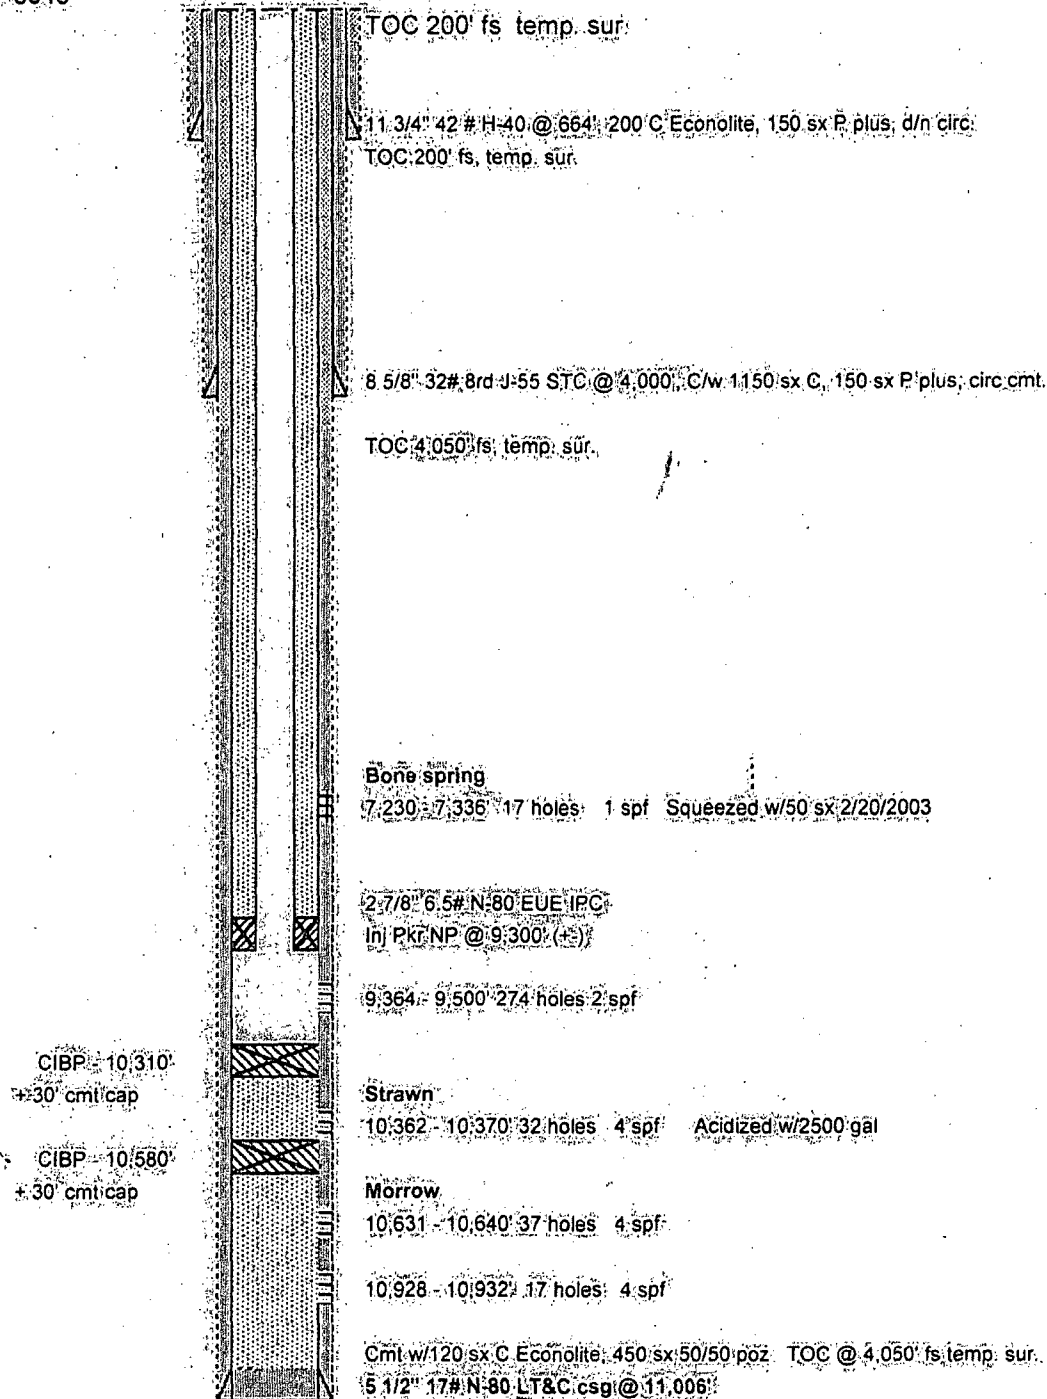 TOC 200' fs temp. sur.
11 3/4" 42 # H-40 @ 664', 200 C Econolite, 150 sx P plus, d/n circ.
TOC 200' fs, temp. sur.
8 5/8" 32# 8rd J-55 STC @ 4,000', C/w 1150 sx C, 150 sx P plus, circ cmt.
TOC 4,050' fs, temp. sur.
Bone spring
7,230 - 7,336' 17 holes 1 spf Squeezed w/50 sx 2/20/2003
2 7/8" 6.5# N-80 EUE IPC
Inj Pkr NP @ 9,300' (+-)
9,364 - 9,500' 274 holes 2 spf
CIBP - 10,310'
+ 30' cmt cap
Strawn
10,362 - 10,370' 32 holes 4 spf Acidized w/2500 gal
CIBP - 10,580'
+ 30' cmt cap
Morrow
10,631 - 10,640' 37 holes 4 spf
10,928 - 10,932' 17 holes 4 spf
Cmt w/120 sx C Econolite, 450 sx 50/50 poz TOC @ 4,050' fs temp. sur.
5 1/2" 17# N-80 LT&C csg @ 11,006'